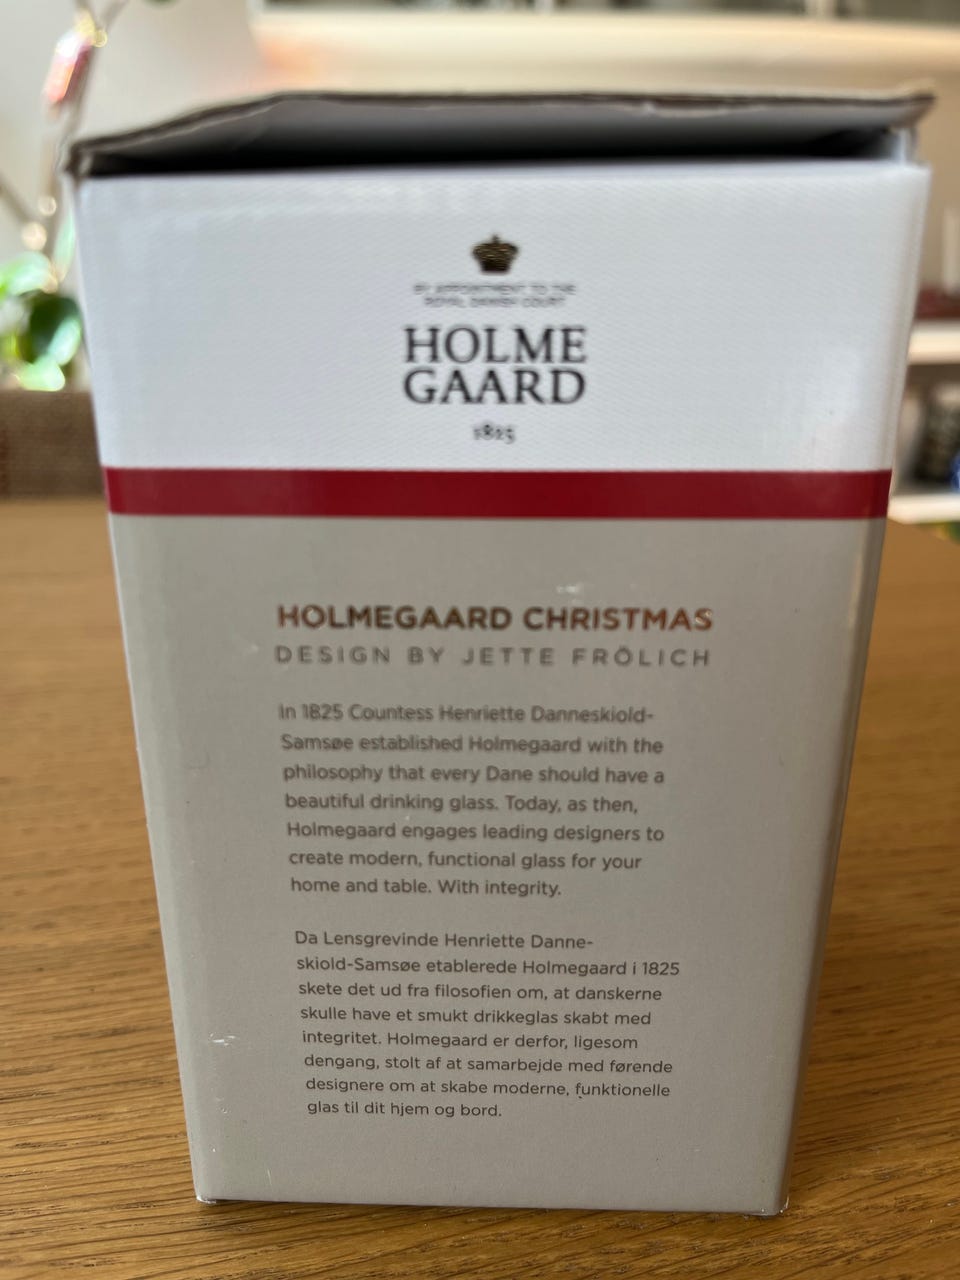 BY APPOINTMENT TO THE
ROYAL DANISH COURT
HOLME
GAARD
1825
HOLMEGAARD CHRISTMAS
DESIGN BY JETTE FRÖLICH
In 1825 Countess Henriette Danneskiold-
Samsøe established Holmegaard with the
philosophy that every Dane should have a
beautiful drinking glass. Today, as then,
Holmegaard engages leading designers to
create modern, functional glass for your
home and table. With integrity.
Da Lensgrevinde Henriette Danne-
skiold-Samsøe etablerede Holmegaard i 1825
skete det ud fra filosofien om, at danskerne
skulle have et smukt drikkeglas skabt med
integritet. Holmegaard er derfor, ligesom
dengang, stolt af at samarbejde med førende
designere om at skabe moderne, funktionelle
glas til dit hjem og bord.